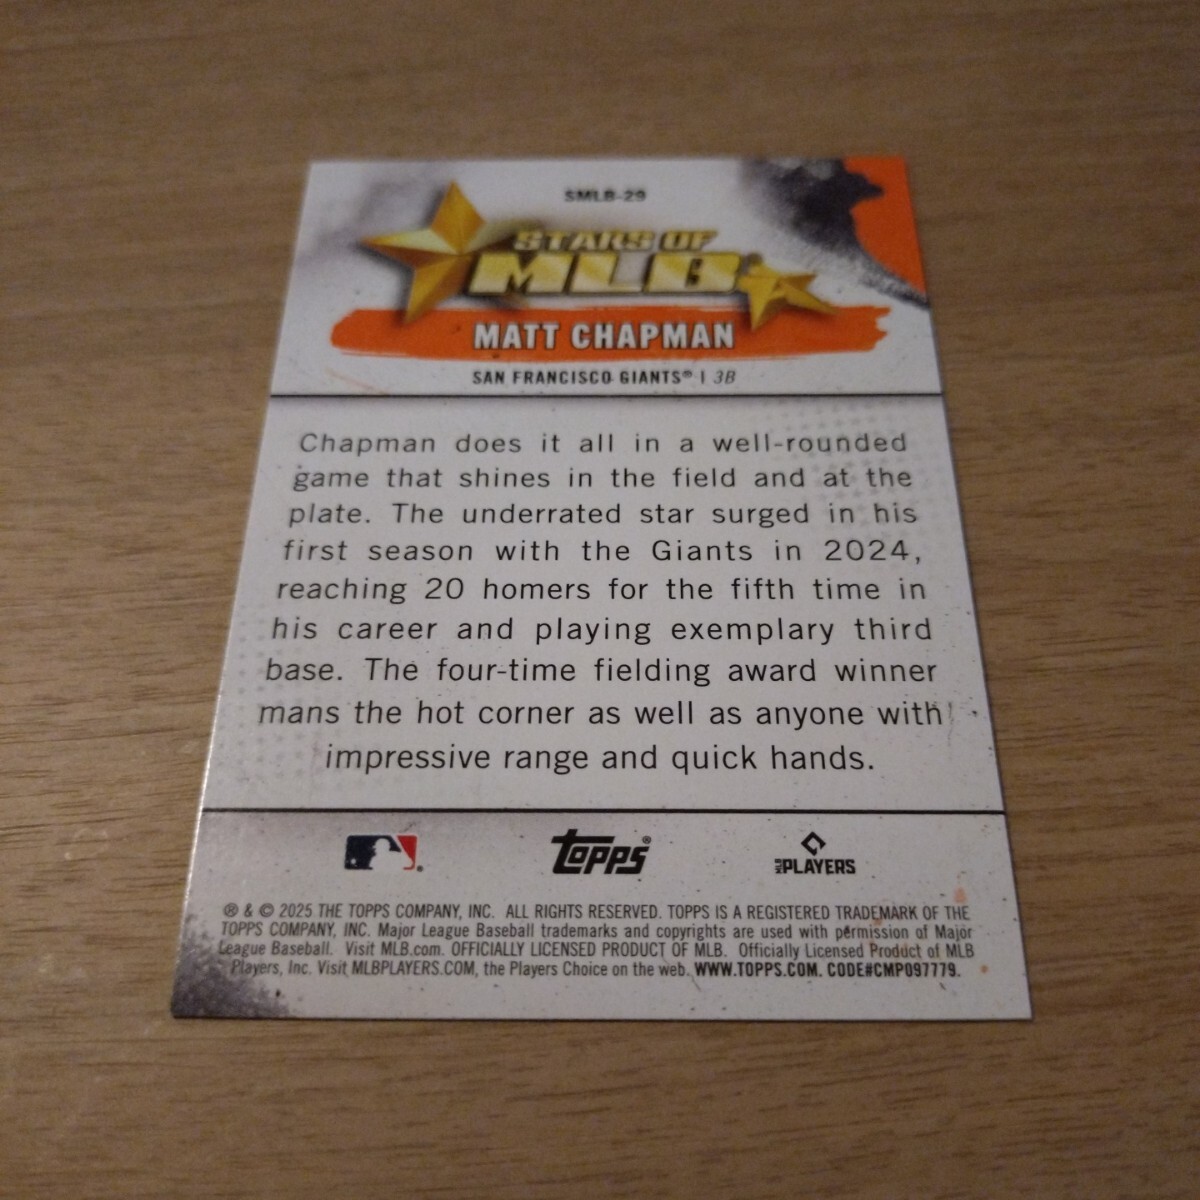 SMLB-29
STARS OF
MLB
MATT CHAPMAN
SAN FRANCISCO GIANTS® | 3B
Chapman does it all in a well-rounded
game that shines in the field and at the
plate. The underrated star surged in his
first season with the Giants in 2024,
reaching 20 homers for the fifth time in
his career and playing exemplary third
base. The four-time fielding award winner
mans the hot corner as well as anyone with
impressive range and quick hands.
topps®
MLB PLAYERS
® & © 2025 THE TOPPS COMPANY, INC. ALL RIGHTS RESERVED. TOPPS IS A REGISTERED TRADEMARK OF THE
TOPPS COMPANY, INC. Major League Baseball trademarks and copyrights are used with permission of Major
League Baseball. Visit MLB.com. OFFICIALLY LICENSED PRODUCT OF MLB. Officially Licensed Product of MLB
Players, Inc. Visit MLBPLAYERS.COM, the Players Choice on the web. WWW.TOPPS.COM. CODE#CMP097779.